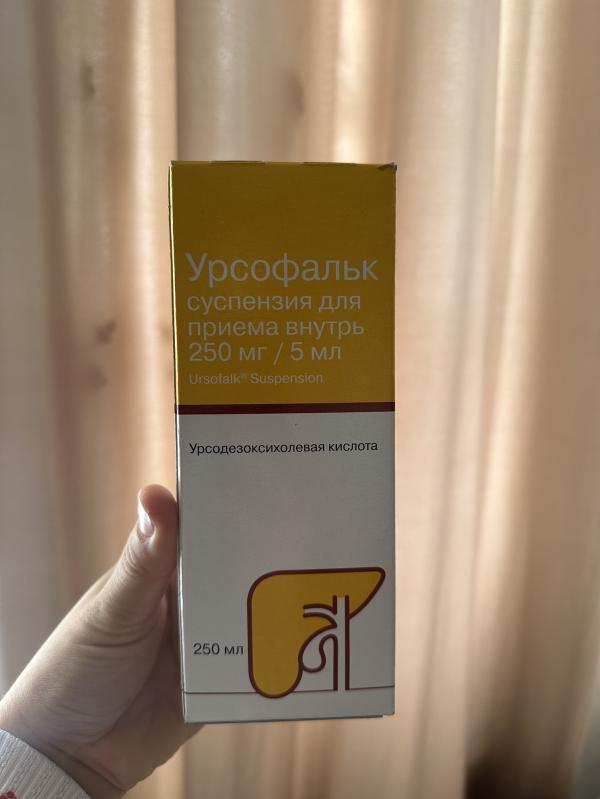 Урсофальк
суспензия для
приема внутрь
250 мг / 5 мл
Ursofalk® Suspension
Урсодезоксихолевая кислота
250 мл